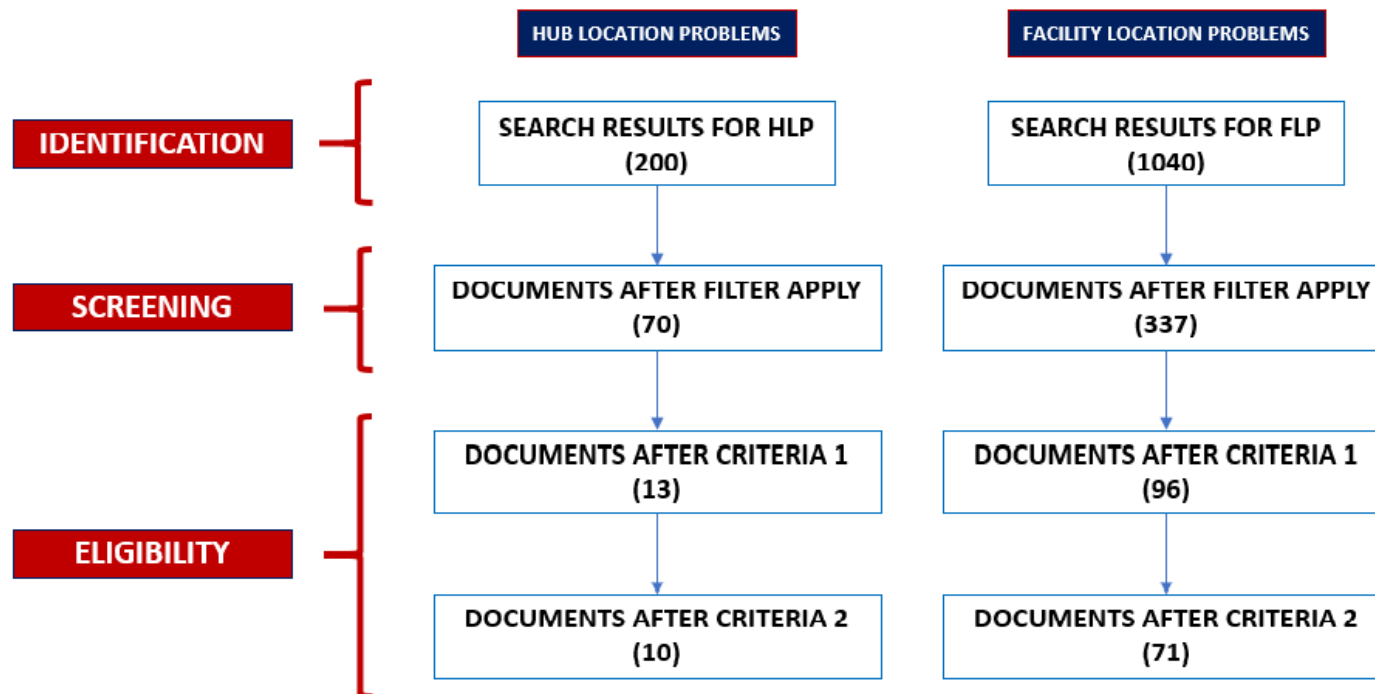 HUB LOCATION PROBLEMS
FACILITY LOCATION PROBLEMS
IDENTIFICATION
SEARCH RESULTS FOR HLP
(200)
SEARCH RESULTS FOR FLP
(1040)
SCREENING
DOCUMENTS AFTER FILTER APPLY
(70)
DOCUMENTS AFTER FILTER APPLY
(337)
ELIGIBILITY
DOCUMENTS AFTER CRITERIA 1
(13)
DOCUMENTS AFTER CRITERIA 1
(96)
DOCUMENTS AFTER CRITERIA 2
(10)
DOCUMENTS AFTER CRITERIA 2
(71)